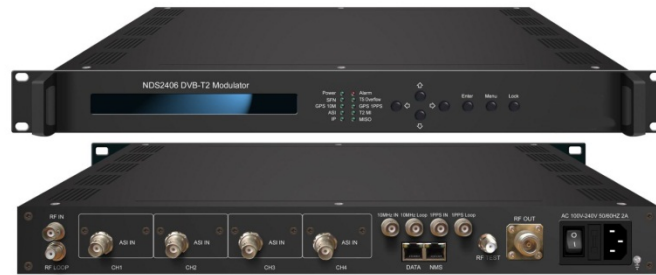 NDS2406 DVB-T2 Modulator
Power Alarm
SFN TS Overflow
GPS 10M GPS 1PPS
ASI T2 MI
IP MISO
Enter Menu Lock
RF IN
RF LOOP
ASI IN ASI IN ASI IN ASI IN
CH1 CH2 CH3 CH4
10MHz IN 10MHz Loop 1PPS IN 1PPS Loop
DATA NMS
RF TEST
RF OUT
AC 100V-240V 50/60HZ 2A